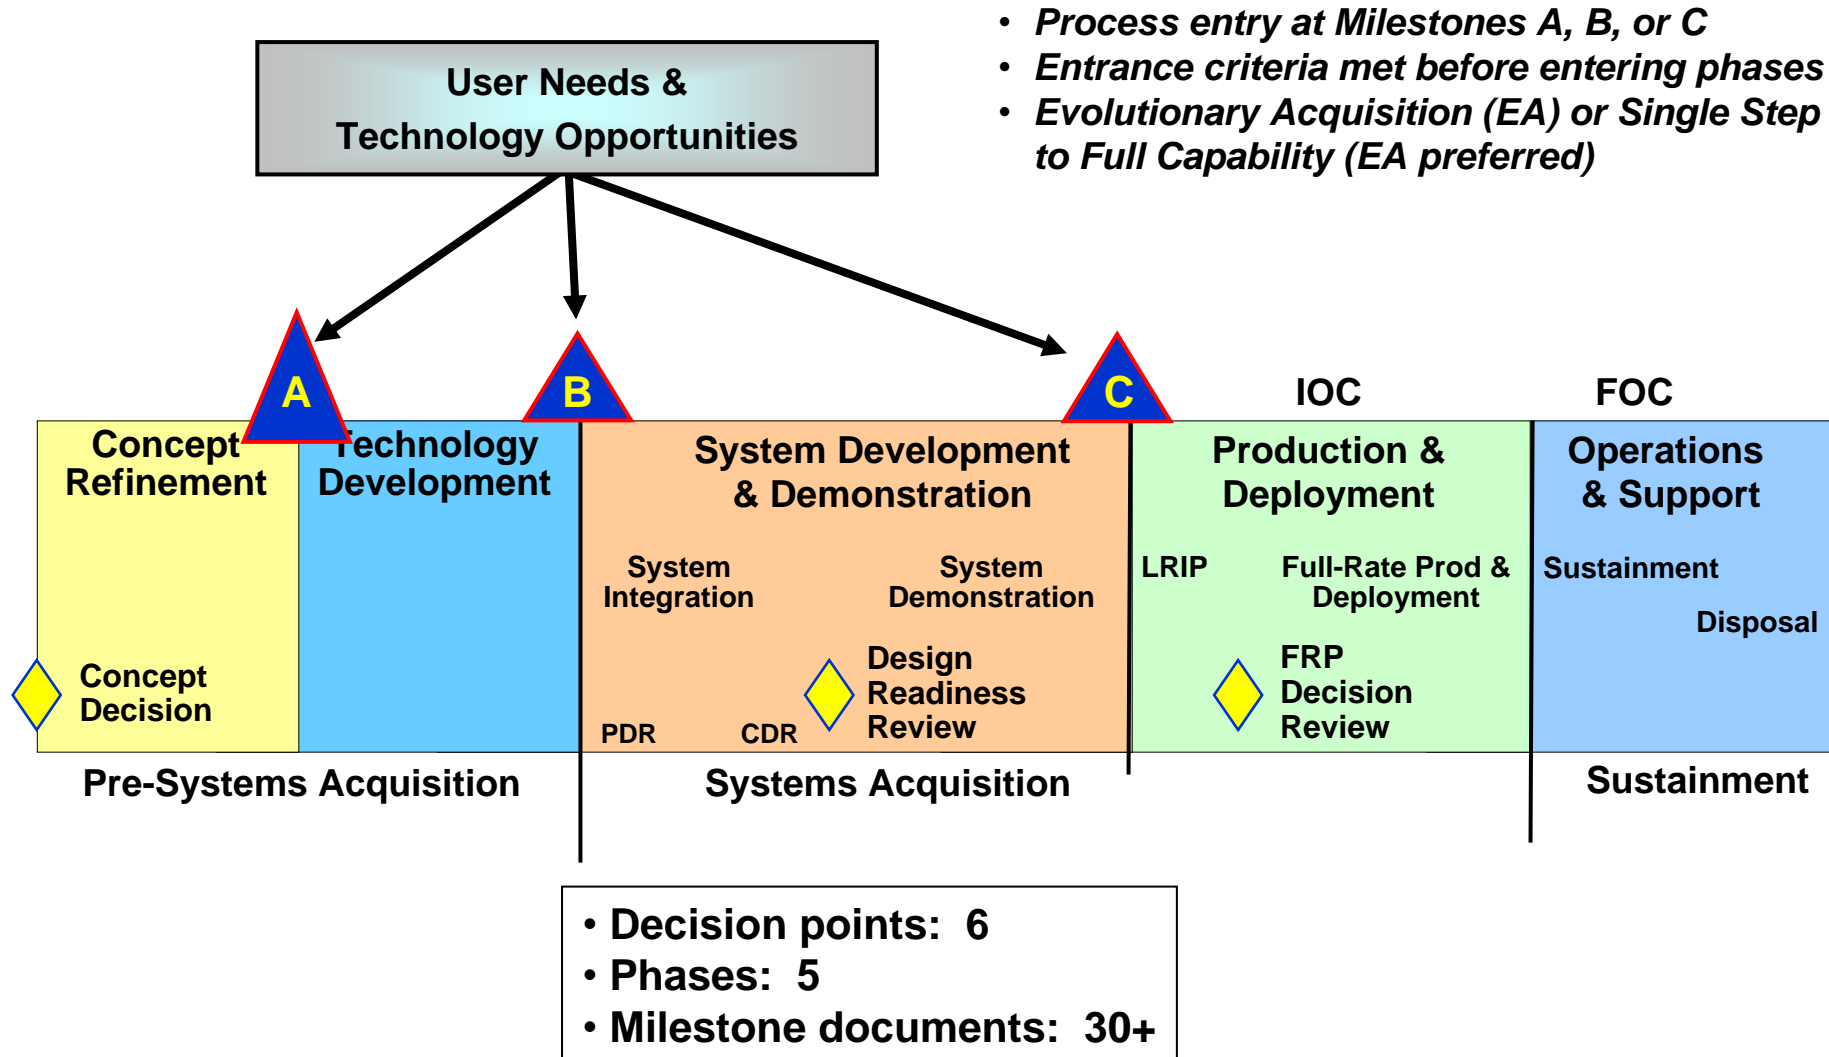 • Process entry at Milestones A, B, or C
• Entrance criteria met before entering phases
• Evolutionary Acquisition (EA) or Single Step
to Full Capability (EA preferred)
User Needs &
Technology Opportunities
A
B
C
IOC
FOC
Concept
Refinement
Technology
Development
System Development
& Demonstration
Production &
Deployment
Operations
& Support
System
Integration
System
Demonstration
LRIP
Full-Rate Prod &
Deployment
Sustainment
Disposal
Concept
Decision
PDR
CDR
Design
Readiness
Review
FRP
Decision
Review
Pre-Systems Acquisition
Systems Acquisition
Sustainment
• Decision points: 6
• Phases: 5
• Milestone documents: 30+